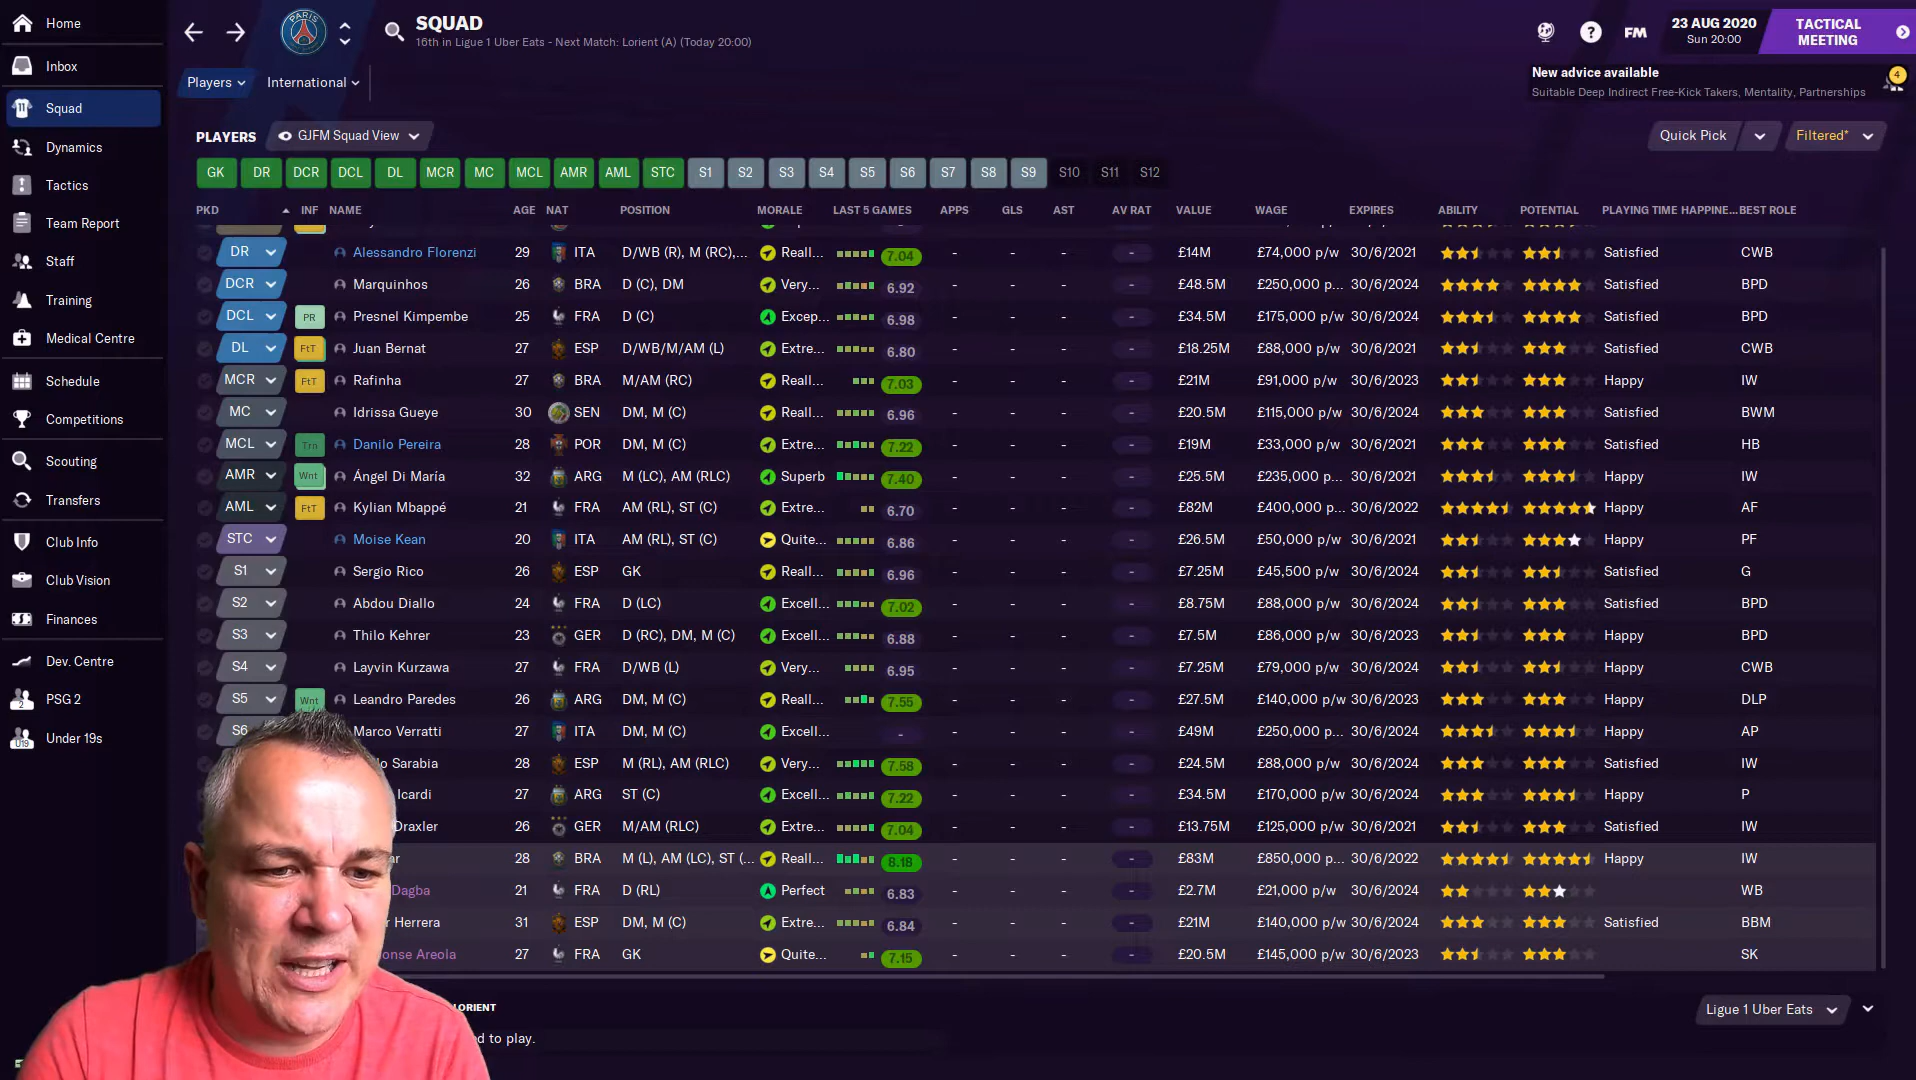 Home
Inbox
Squad
Dynamics
Tactics
Team Report
Staff
Training
Medical Centre
Schedule
Competitions
Scouting
Transfers
Club Info
Club Vision
Finances
Dev. Centre
PSG 2
Under 19s
PARIS
SQUAD
16th in Ligue 1 Uber Eats - Next Match: Lorient (A) (Today 20:00)
? FM 23 AUG 2020
Sun 20:00
TACTICAL
MEETING
Players International
New advice available 4
Suitable Deep Indirect Free-Kick Takers, Mentality, Partnerships
PLAYERS GJFM Squad View Quick Pick Filtered*
GK DR DCR DCL DL MCR MC MCL AMR AML STC S1 S2 S3 S4 S5 S6 S7 S8 S9 S10 S11 S12
PKD INF NAME AGE NAT POSITION MORALE LAST 5 GAMES APPS GLS AST AV RAT VALUE WAGE EXPIRES ABILITY POTENTIAL PLAYING TIME HAPPINE... BEST ROLE
DR Alessandro Florenzi 29 ITA D/WB (R), M (RC),... Reall... 7.04 - - - - £14M £74,000 p/w 30/6/2021 Satisfied CWB
DCR Marquinhos 26 BRA D (C), DM Very... 6.92 - - - - £48.5M £250,000 p... 30/6/2024 Satisfied BPD
DCL PR Presnel Kimpembe 25 FRA D (C) Excep... 6.98 - - - - £34.5M £175,000 p/w 30/6/2024 Satisfied BPD
DL FtT Juan Bernat 27 ESP D/WB/M/AM (L) Extre... 6.80 - - - - £18.25M £88,000 p/w 30/6/2021 Satisfied CWB
MCR FtT Rafinha 27 BRA M/AM (RC) Reall... 7.03 - - - - £21M £91,000 p/w 30/6/2023 Happy IW
MC Idrissa Gueye 30 SEN DM, M (C) Reall... 6.96 - - - - £20.5M £115,000 p/w 30/6/2024 Satisfied BWM
MCL Trn Danilo Pereira 28 POR DM, M (C) Extre... 7.22 - - - - £19M £33,000 p/w 30/6/2021 Satisfied HB
AMR Wnt Ángel Di María 32 ARG M (LC), AM (RLC) Superb 7.40 - - - - £25.5M £235,000 p... 30/6/2021 Happy IW
AML FtT Kylian Mbappé 21 FRA AM (RL), ST (C) Extre... 6.70 - - - - £82M £400,000 p... 30/6/2022 Happy AF
STC Moise Kean 20 ITA AM (RL), ST (C) Quite... 6.86 - - - - £26.5M £50,000 p/w 30/6/2021 Happy PF
S1 Sergio Rico 26 ESP GK Reall... 6.96 - - - - £7.25M £45,500 p/w 30/6/2024 Satisfied G
S2 Abdou Diallo 24 FRA D (LC) Excell... 7.02 - - - - £8.75M £88,000 p/w 30/6/2024 Satisfied BPD
S3 Thilo Kehrer 23 GER D (RC), DM, M (C) Excell... 6.88 - - - - £7.5M £86,000 p/w 30/6/2023 Happy BPD
S4 Layvin Kurzawa 27 FRA D/WB (L) Very... 6.95 - - - - £7.25M £79,000 p/w 30/6/2024 Happy CWB
S5 Wnt Leandro Paredes 26 ARG DM, M (C) Reall... 7.55 - - - - £27.5M £140,000 p/w 30/6/2023 Happy DLP
S6 Marco Verratti 27 ITA DM, M (C) Excell... - - - - - £49M £250,000 p... 30/6/2024 Happy AP
Sarabia 28 ESP M (RL), AM (RLC) Very... 7.58 - - - - £24.5M £88,000 p/w 30/6/2024 Satisfied IW
Icardi 27 ARG ST (C) Excell... 7.22 - - - - £34.5M £170,000 p/w 30/6/2024 Happy P
Draxler 26 GER M/AM (RLC) Extre... 7.04 - - - - £13.75M £125,000 p/w 30/6/2021 Satisfied IW
ar 28 BRA M (L), AM (LC), ST (... Reall... 8.18 - - - - £83M £850,000 p... 30/6/2022 Happy IW
Dagba 21 FRA D (RL) Perfect 6.83 - - - - £2.7M £21,000 p/w 30/6/2024 WB
r Herrera 31 ESP DM, M (C) Extre... 6.84 - - - - £21M £140,000 p/w 30/6/2024 Satisfied BBM
onse Areola 27 FRA GK Quite... 7.15 - - - - £20.5M £145,000 p/w 30/6/2023 SK
LORIENT
Ligue 1 Uber Eats
d to play.